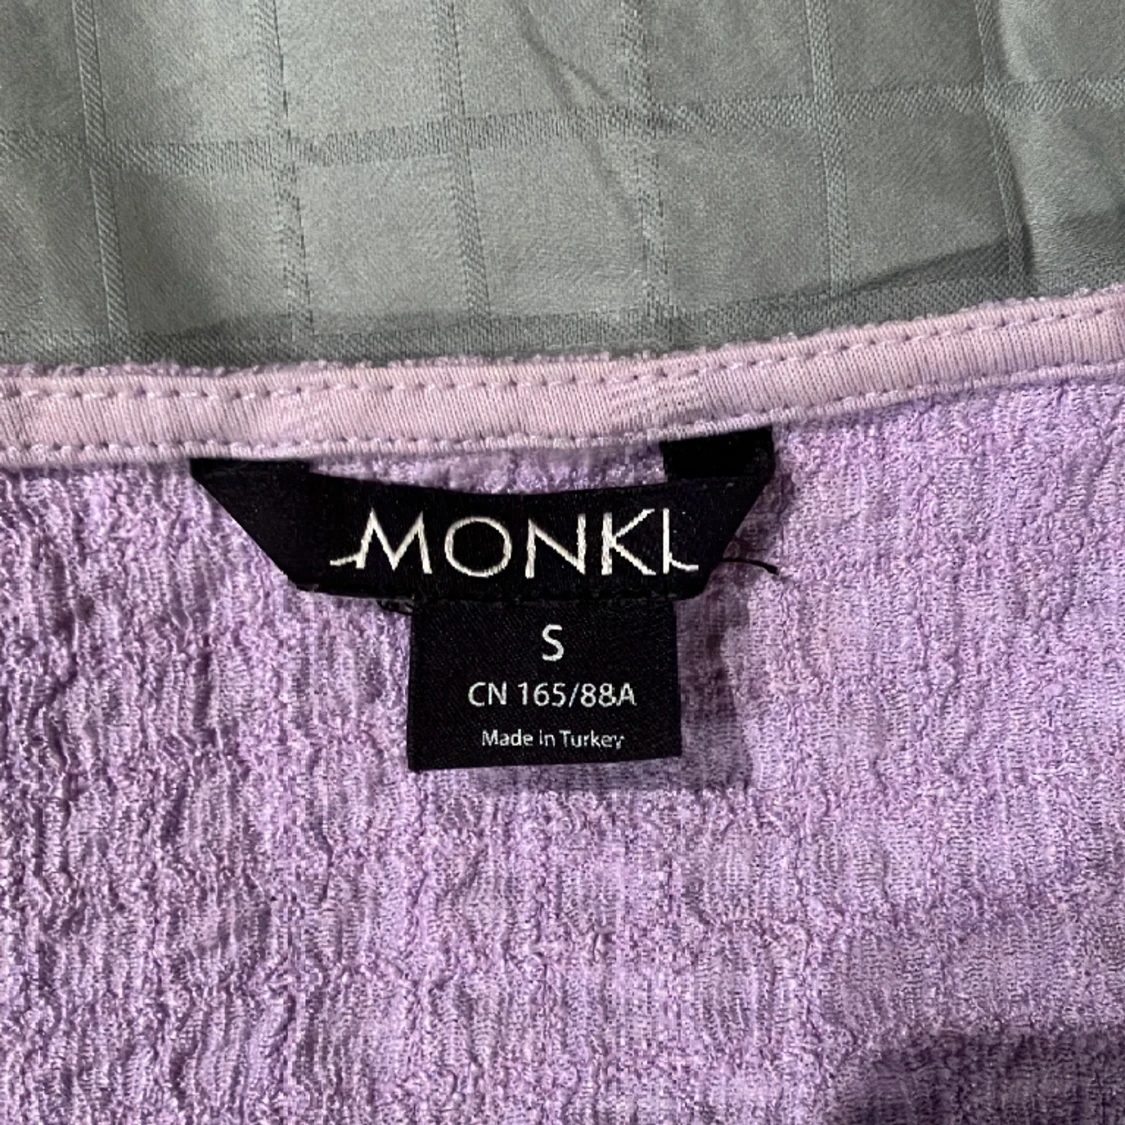 MONKI
S
CN 165/88A
Made in Turkey